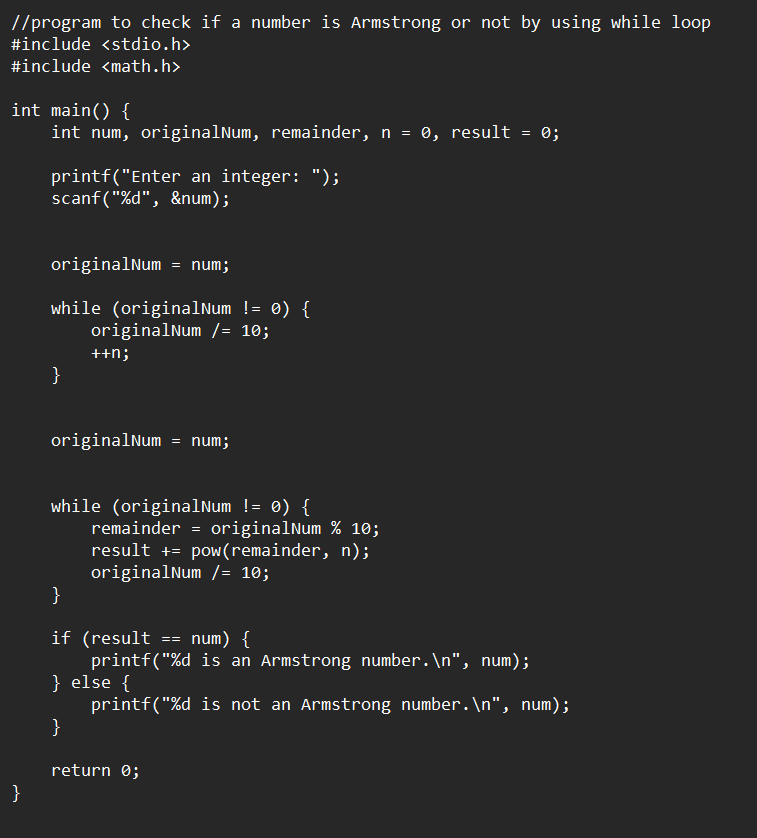 //program to check if a number is Armstrong or not by using while loop
#include <stdio.h>
#include <math.h>

int main() {
    int num, originalNum, remainder, n = 0, result = 0;

    printf("Enter an integer: ");
    scanf("%d", &num);


    originalNum = num;

    while (originalNum != 0) {
        originalNum /= 10;
        ++n;
    }


    originalNum = num;


    while (originalNum != 0) {
        remainder = originalNum % 10;
        result += pow(remainder, n);
        originalNum /= 10;
    }

    if (result == num) {
        printf("%d is an Armstrong number.\n", num);
    } else {
        printf("%d is not an Armstrong number.\n", num);
    }

    return 0;
}